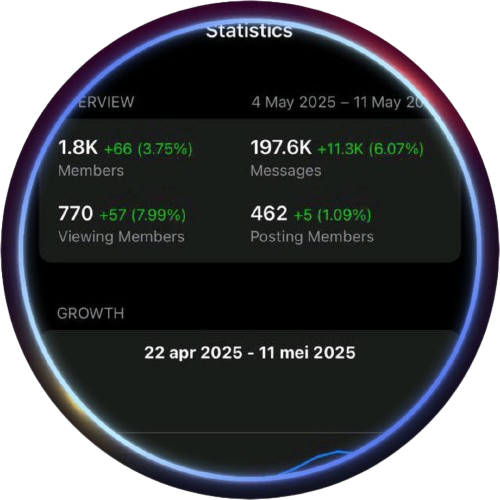 Statistics
ERVIEW 4 May 2025 – 11 May 20
1.8K +66 (3.75%) 197.6K +11.3K (6.07%)
Members Messages
770 +57 (7.99%) 462 +5 (1.09%)
Viewing Members Posting Members
GROWTH
22 apr 2025 - 11 mei 2025